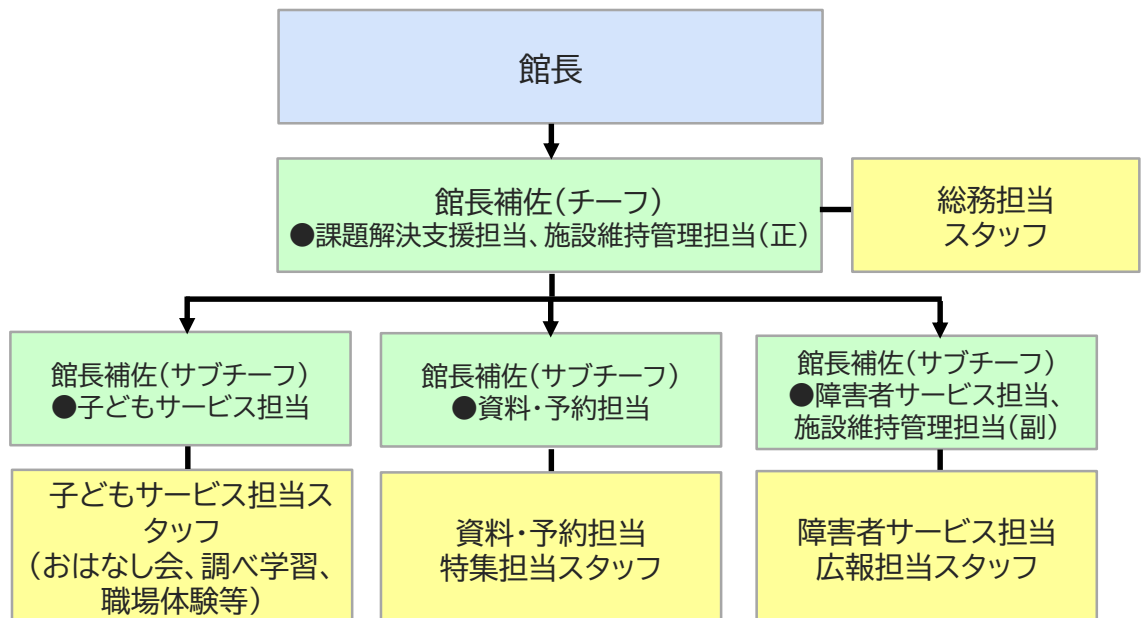 館長
館長補佐（チーフ）
●課題解決支援担当、施設維持管理担当（正）
総務担当
スタッフ
館長補佐（サブチーフ）
●子どもサービス担当
館長補佐（サブチーフ）
●資料・予約担当
館長補佐（サブチーフ）
●障害者サービス担当、
施設維持管理担当（副）
子どもサービス担当ス
タッフ
（おはなし会、調べ学習、
職場体験等）
資料・予約担当
特集担当スタッフ
障害者サービス担当
広報担当スタッフ